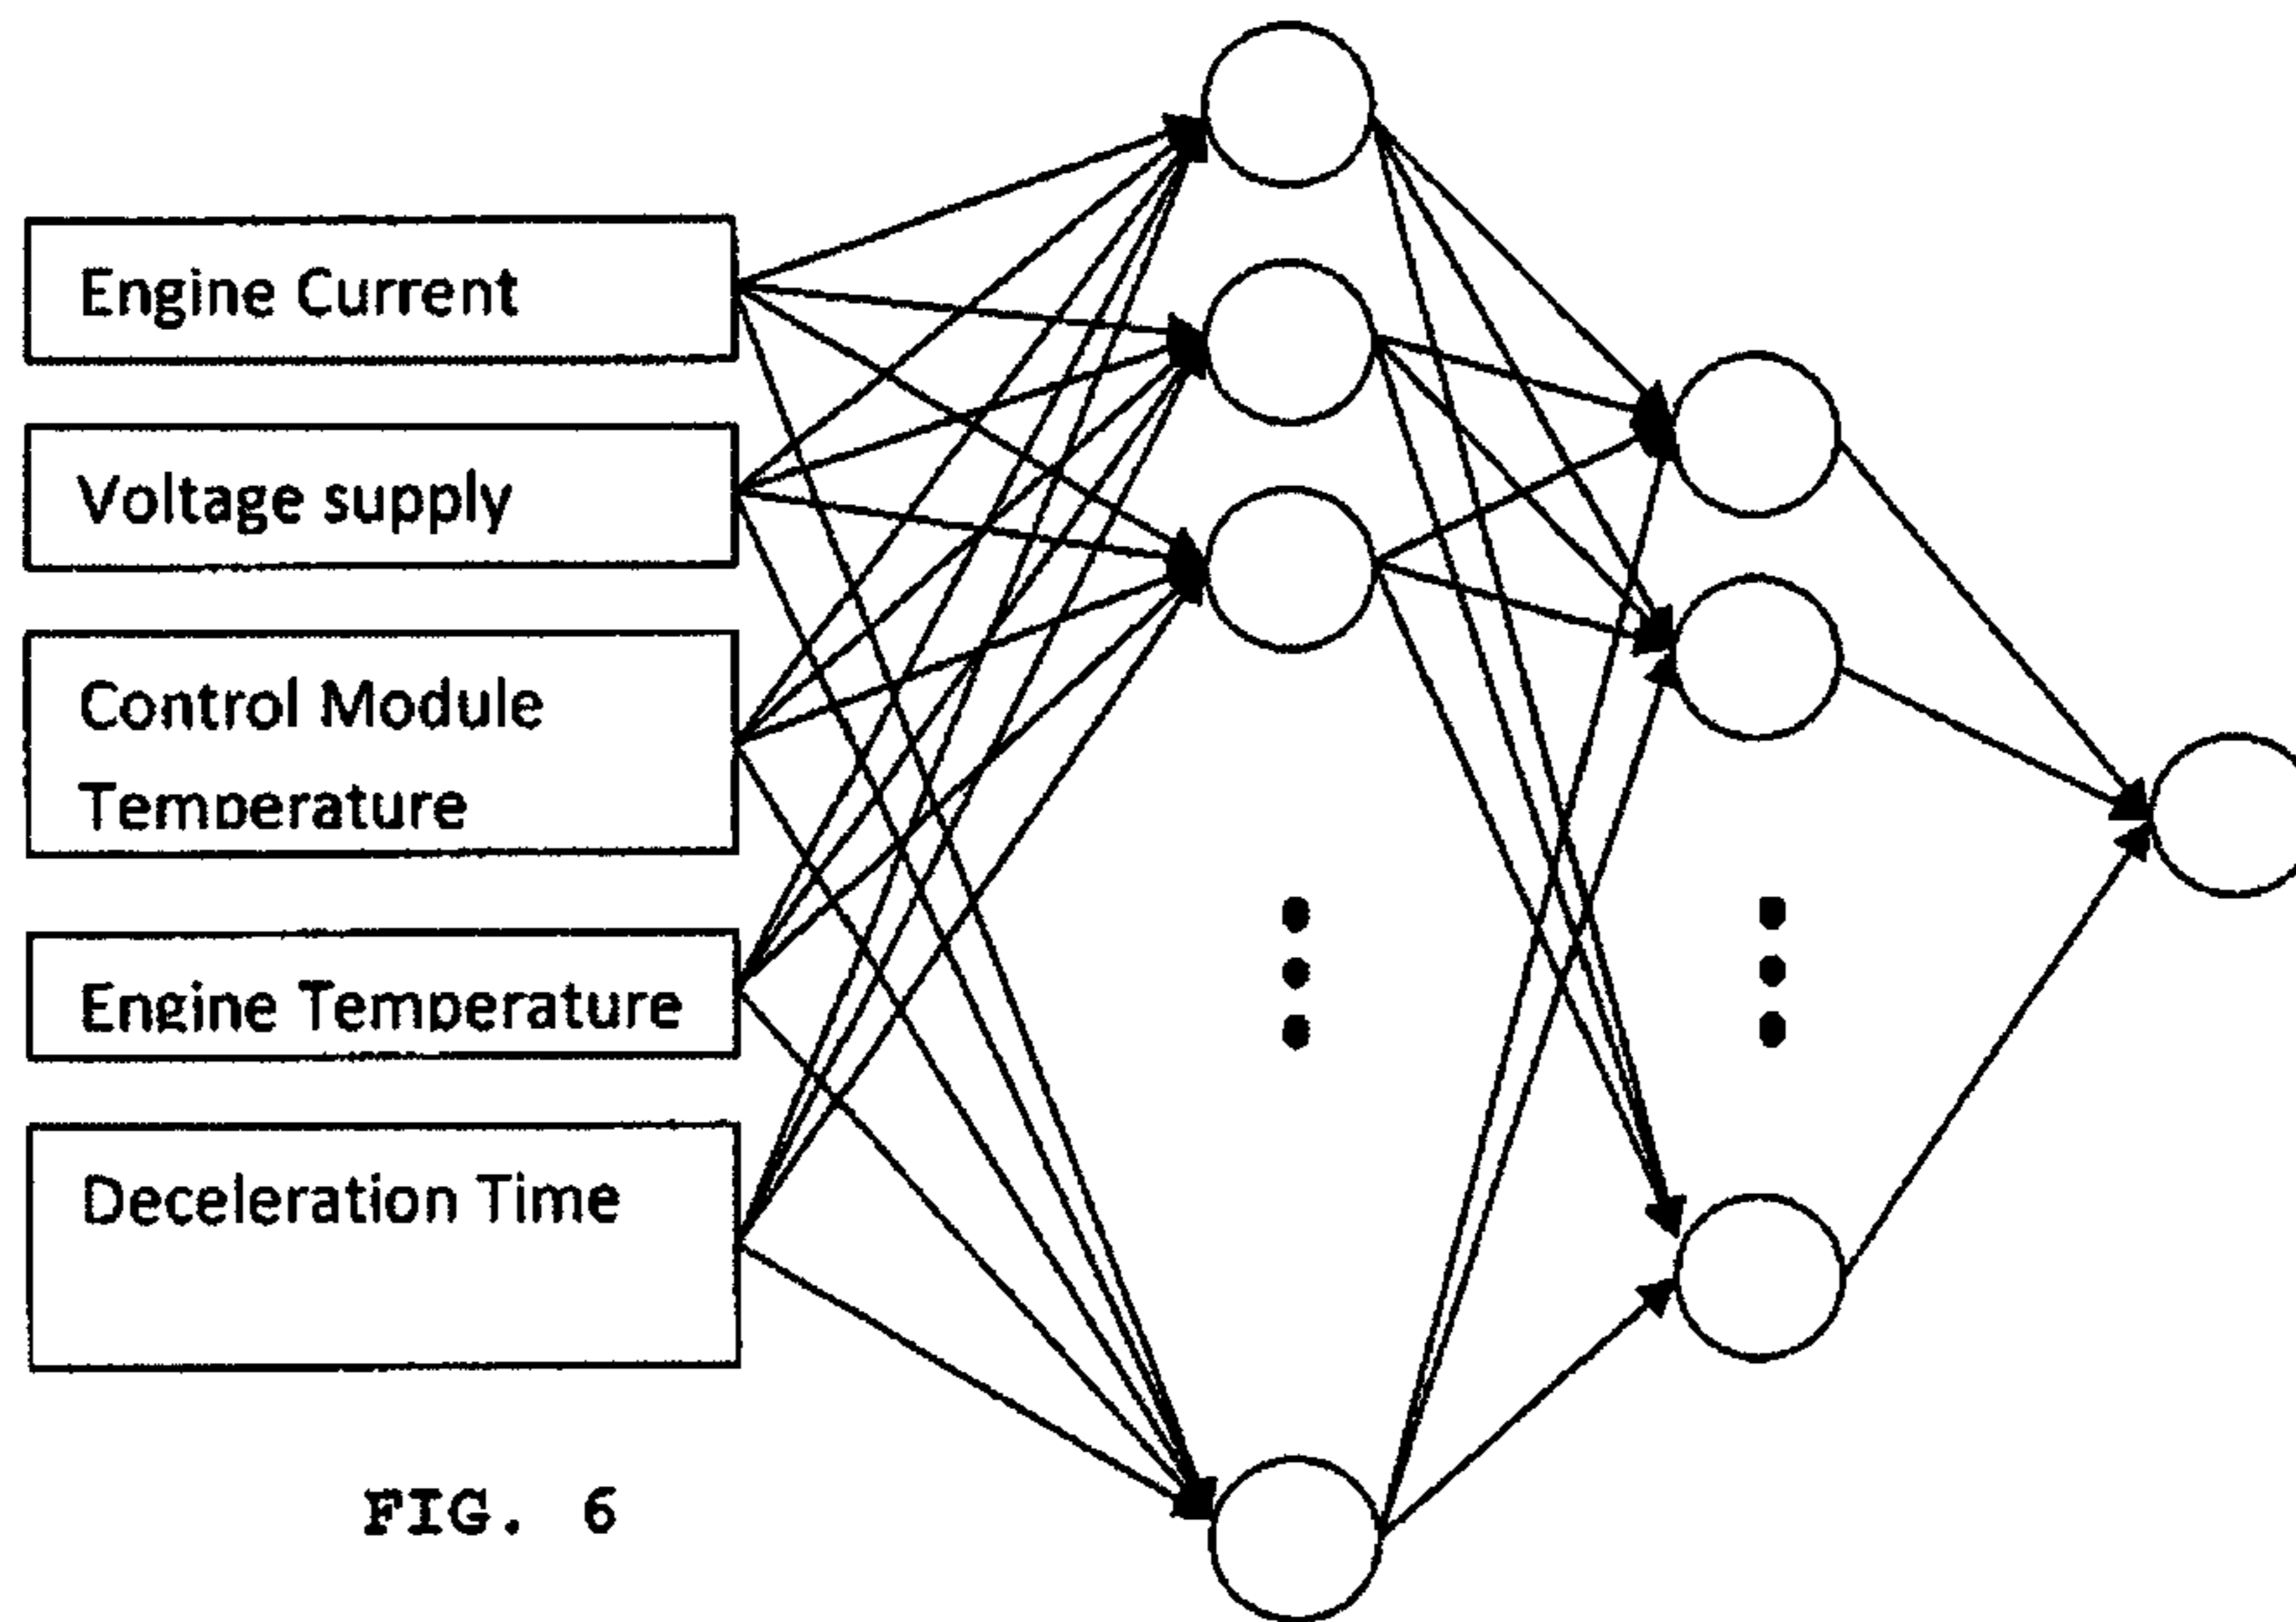 Engine Current
Voltage supply
Control Module
Temperature
Engine Temperature
Deceleration Time
FIG. 6